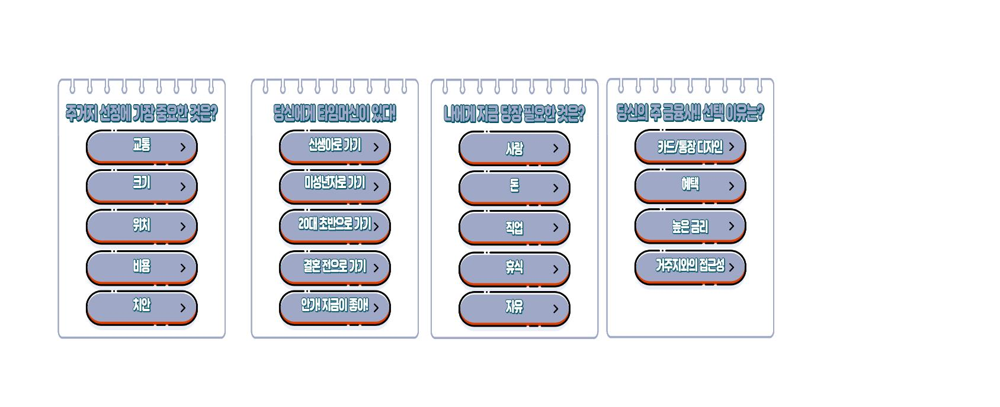 주거지 선정에 가장 중요한 것은?
교통
크기
위치
비용
치안
당신에게 타임머신이 있다!
신생아로 가기
미성년자로 가기
20대 초반으로 가기
결혼 전으로 가기
안가! 지금이 좋아!
나에게 지금 당장 필요한 것은?
사랑
돈
직업
휴식
자유
당신의 주 금융사!! 선택 이유는?
카드/통장 디자인
혜택
높은 금리
거주지와의 접근성